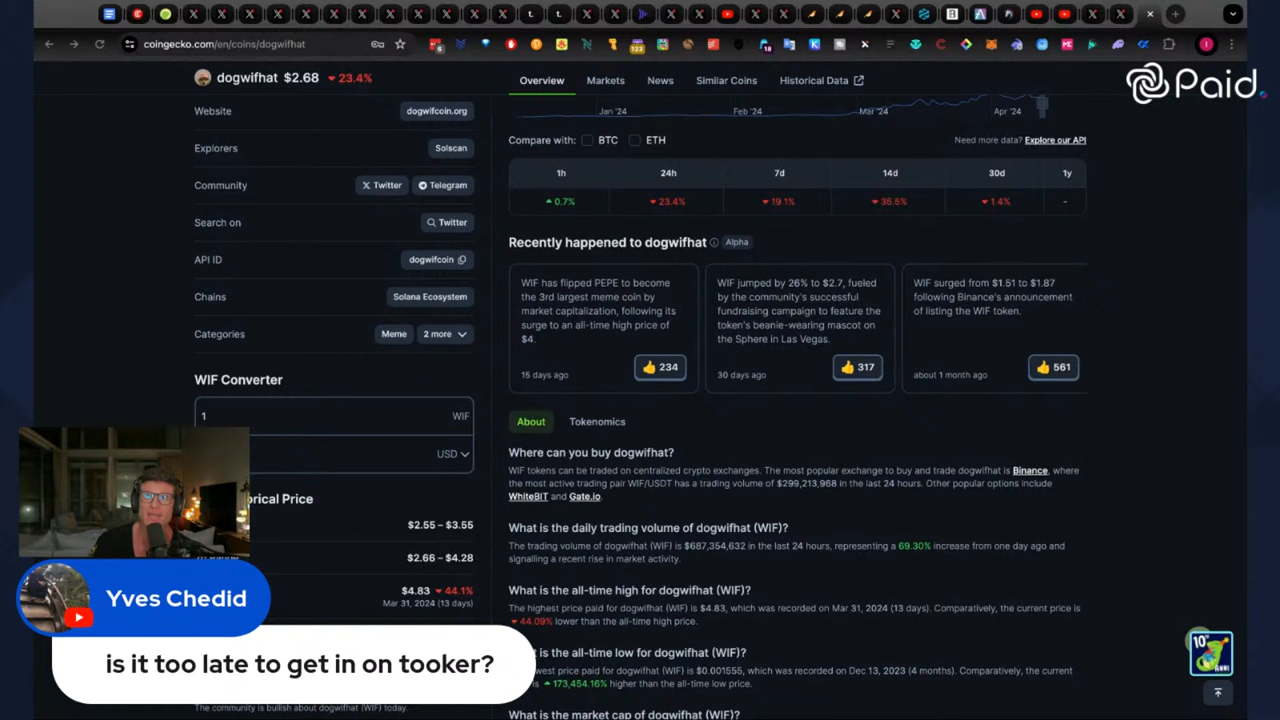 coingecko.com/en/coins/dogwifhat
dogwifhat $2.68 ▼ 23.4%
Overview
Markets
News
Similar Coins
Historical Data
Paid.
Website
dogwifcoin.org
Explorers
Solscan
Community
Twitter
Telegram
Search on
Twitter
API ID
dogwifcoin
Chains
Solana Ecosystem
Categories
Meme
2 more
WIF Converter
1
WIF
USD
orical Price
$2.55 – $3.55
$2.66 – $4.28
$4.83 ▼ 44.1%
Mar 31, 2024 (13 days)
Jan '24
Feb '24
Mar '24
Apr '24
Compare with:
BTC
ETH
Need more data? Explore our API
1h 24h 7d 14d 30d 1y
▲ 0.7% ▼ 23.4% ▼ 19.1% ▼ 35.5% ▼ 1.4% -
Recently happened to dogwifhat
Alpha
WIF has flipped PEPE to become
the 3rd largest meme coin by
market capitalization, following its
surge to an all-time high price of
$4.
15 days ago
234
WIF jumped by 26% to $2.7, fueled
by the community's successful
fundraising campaign to feature the
token's beanie-wearing mascot on
the Sphere in Las Vegas.
30 days ago
317
WIF surged from $1.51 to $1.87
following Binance's announcement
of listing the WIF token.
about 1 month ago
561
About
Tokenomics
Where can you buy dogwifhat?
WIF tokens can be traded on centralized crypto exchanges. The most popular exchange to buy and trade dogwifhat is Binance, where
the most active trading pair WIF/USDT has a trading volume of $299,213,968 in the last 24 hours. Other popular options include
WhiteBIT and Gate.io.
What is the daily trading volume of dogwifhat (WIF)?
The trading volume of dogwifhat (WIF) is $687,354,632 in the last 24 hours, representing a 69.30% increase from one day ago and
signalling a recent rise in market activity.
What is the all-time high for dogwifhat (WIF)?
The highest price paid for dogwifhat (WIF) is $4.83, which was recorded on Mar 31, 2024 (13 days). Comparatively, the current price is
▼ 44.09% lower than the all-time high price.
is the all-time low for dogwifhat (WIF)?
price paid for dogwifhat (WIF) is $0.001555, which was recorded on Dec 13, 2023 (4 months). Comparatively, the current
is ▲ 173,454.16% higher than the all-time low price.
What is the market cap of dogwifhat (WIF)?
The community is bullish about dogwifhat (WIF) today.
Yves Chedid
is it too late to get in on tooker?